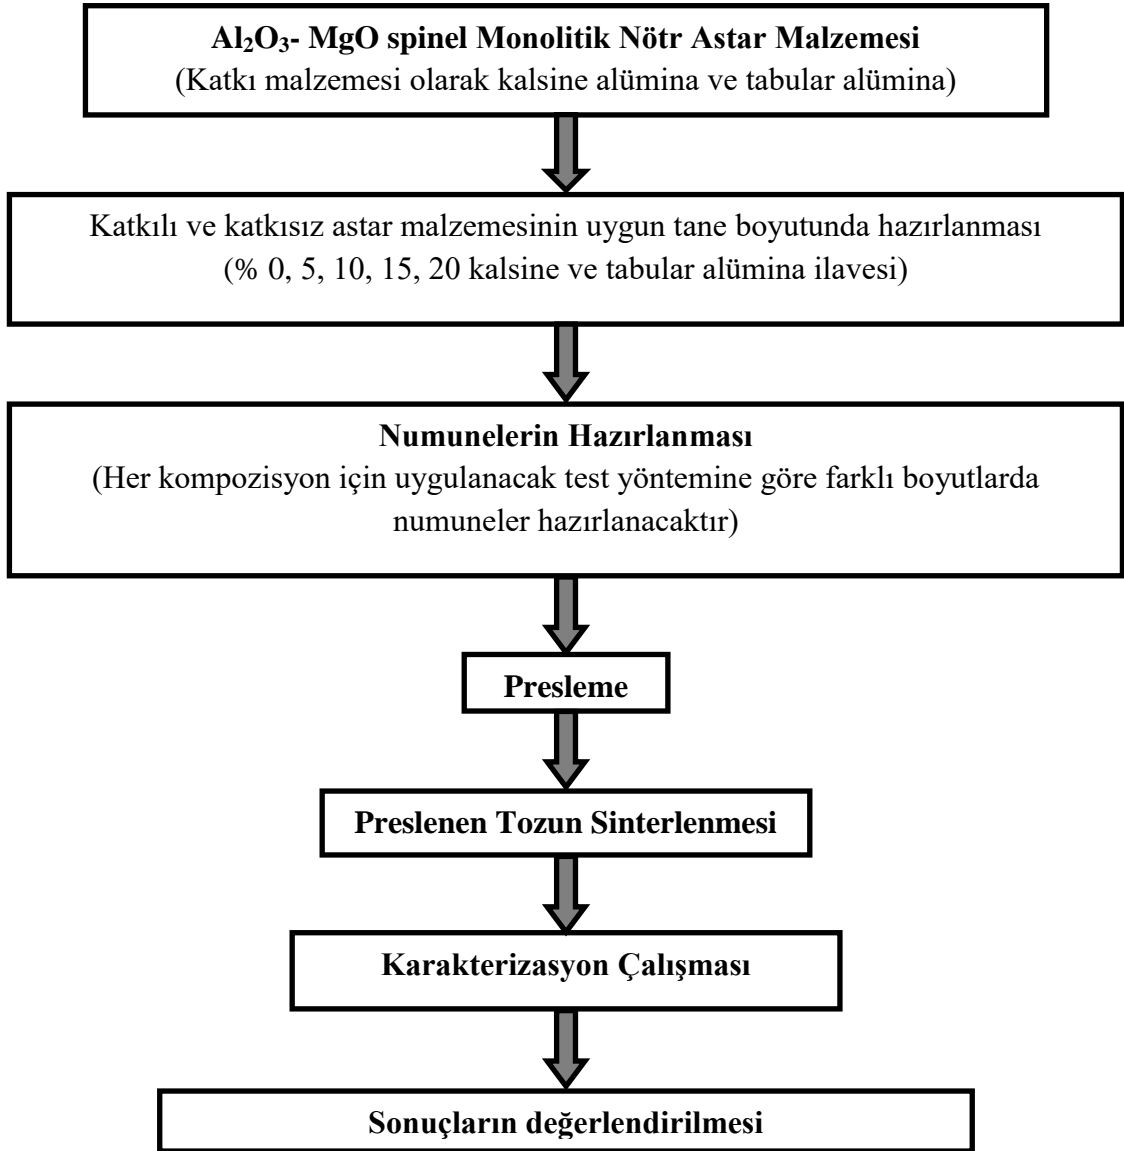 Al₂O₃- MgO spinel Monolitik Nötr Astar Malzemesi
(Katkı malzemesi olarak kalsine alümina ve tabular alümina)
Katkılı ve katkısız astar malzemesinin uygun tane boyutunda hazırlanması
(% 0, 5, 10, 15, 20 kalsine ve tabular alümina ilavesi)
Numunelerin Hazırlanması
(Her kompozisyon için uygulanacak test yöntemine göre farklı boyutlarda
numuneler hazırlanacaktır)
Presleme
Preslenen Tozun Sinterlenmesi
Karakterizasyon Çalışması
Sonuçların değerlendirilmesi